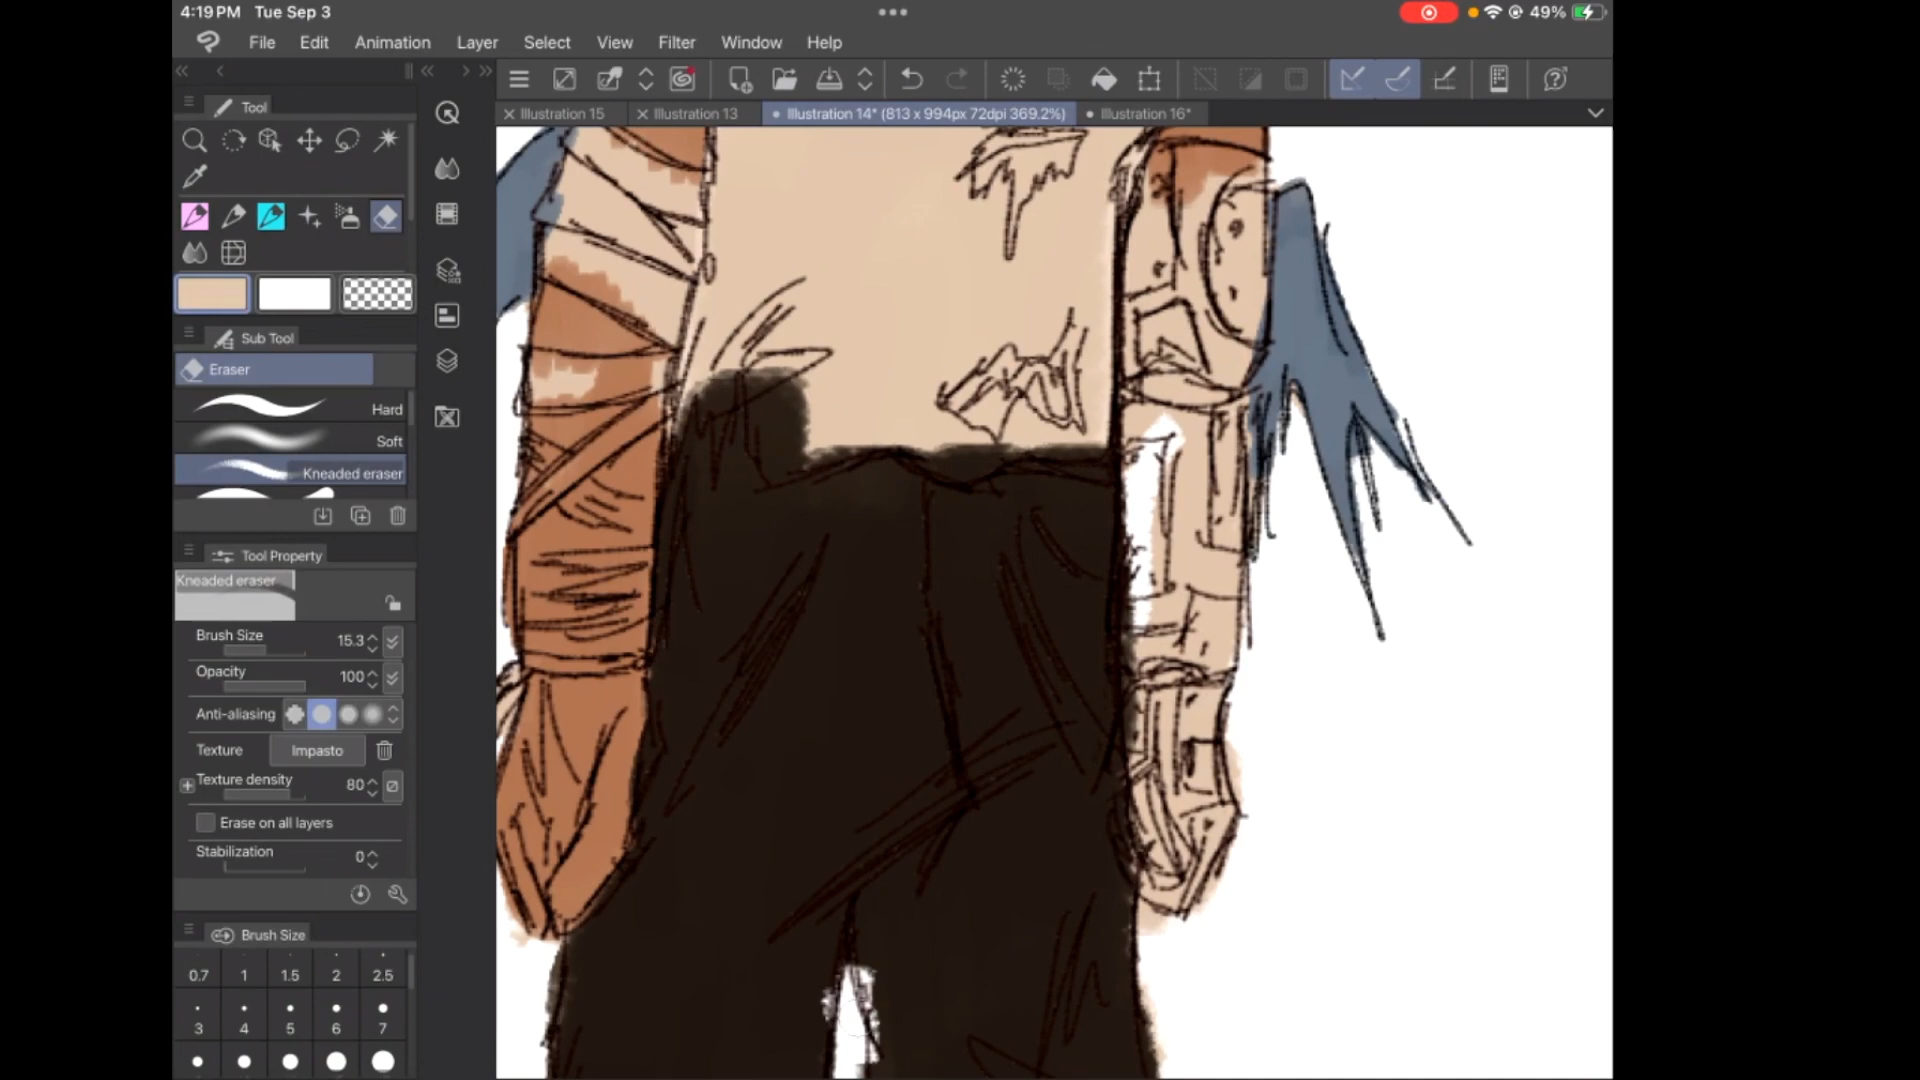 4:19 PM Tue Sep 3
49%
File Edit Animation Layer Select View Filter Window Help
Tool
Illustration 15
Illustration 13
Illustration 14* (813 x 994px 72dpi 369.2%)
Illustration 16*
Sub Tool
Eraser
Hard
Soft
Kneaded eraser
Tool Property
Kneaded eraser
Brush Size 15.3
Opacity 100
Anti-aliasing
Texture Impasto
Texture density 80
Erase on all layers
Stabilization 0
Brush Size
0.7 1 1.5 2 2.5
3 4 5 6 7